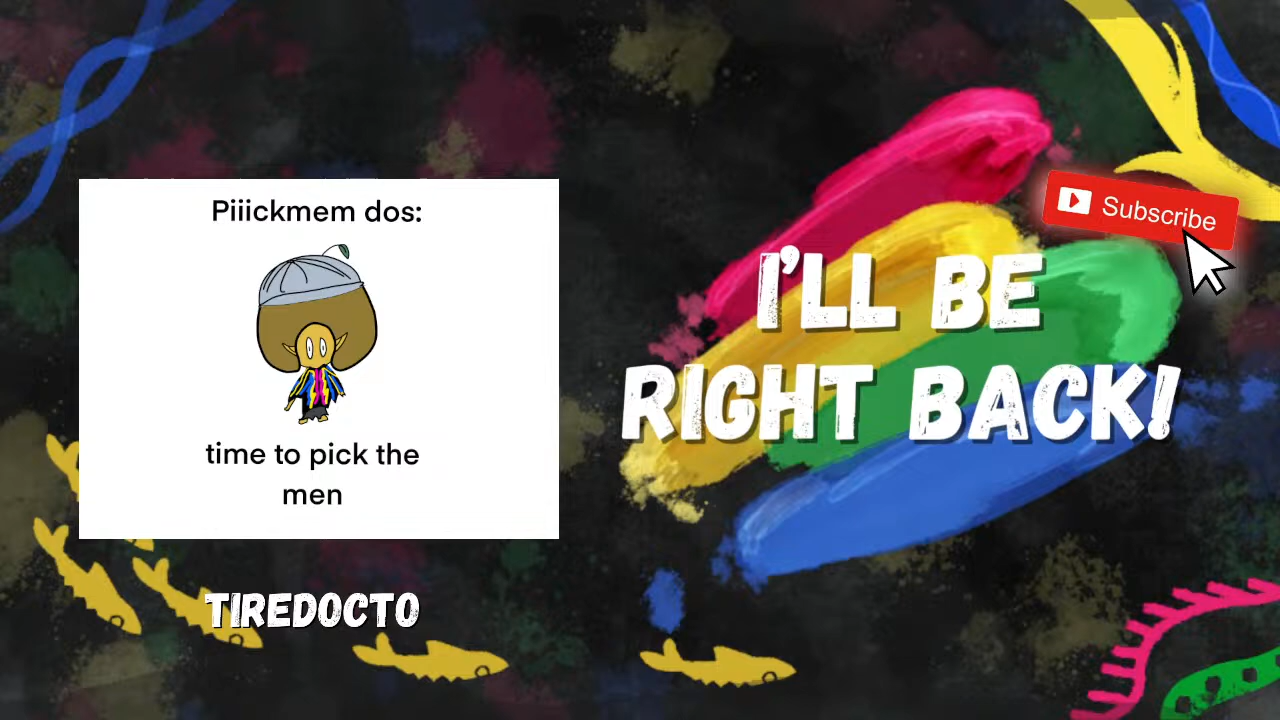 Piiickmem dos:
time to pick the
men
TIREDOCTO
I'LL BE
RIGHT BACK!
Subscribe